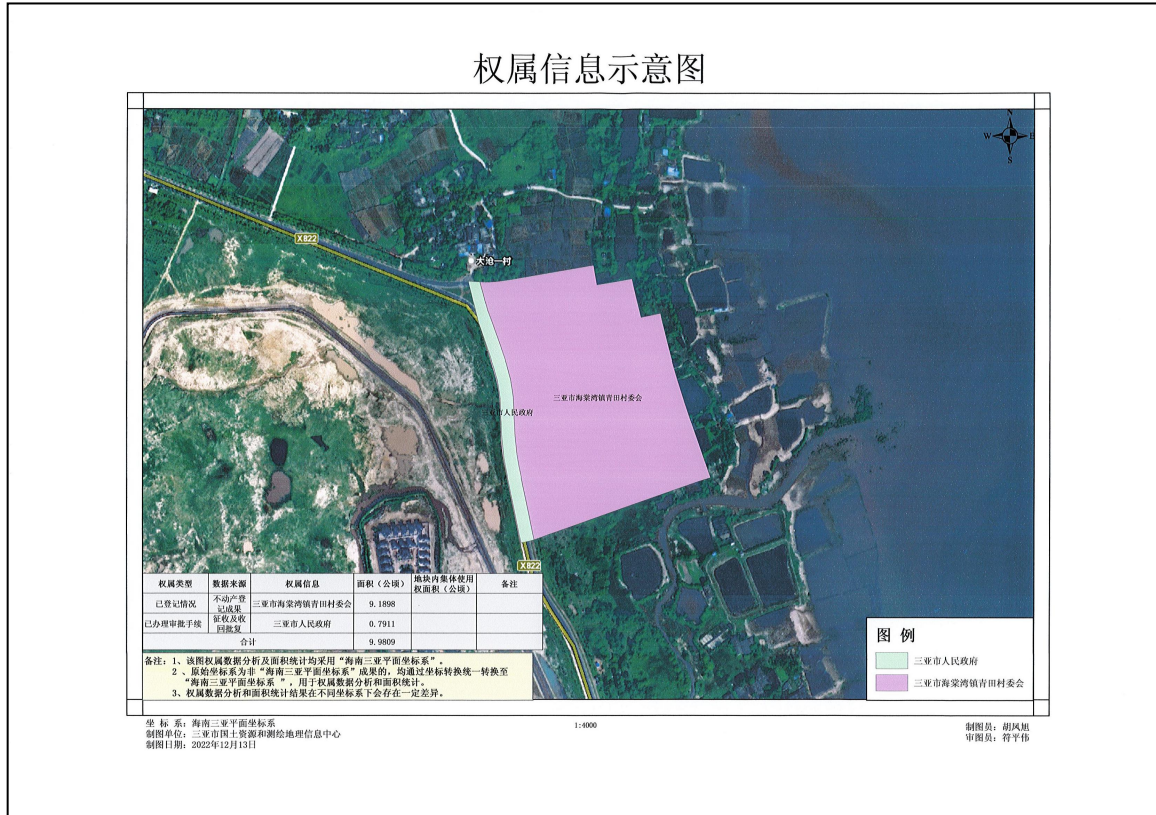 权属信息示意图
N
W E
S
X822
大沧一村
三亚市海棠湾镇青田村委会
三亚市人民政府
X822
权属类型 数据来源 权属信息 面积（公顷） 地块内集体使用权面积（公顷） 备注
已登记情况 不动产登记成果 三亚市海棠湾镇青田村委会 9.1898
已办理审批手续 征收及收回批复 三亚市人民政府 0.7911
合计 9.9809
备注：1、该图权属数据分析及面积统计均采用“海南三亚平面坐标系”。
2、原始坐标系为非“海南三亚平面坐标系”成果的，均通过坐标转换统一转换至
“海南三亚平面坐标系 ”，用于权属数据分析和面积统计。
3、权属数据分析和面积统计结果在不同坐标系下会存在一定差异。
图 例
三亚市人民政府
三亚市海棠湾镇青田村委会
坐 标 系：海南三亚平面坐标系
制图单位：三亚市国土资源和测绘地理信息中心
制图日期：2022年12月13日
1:4000
制图员：胡凤旭
审图员：符平伟